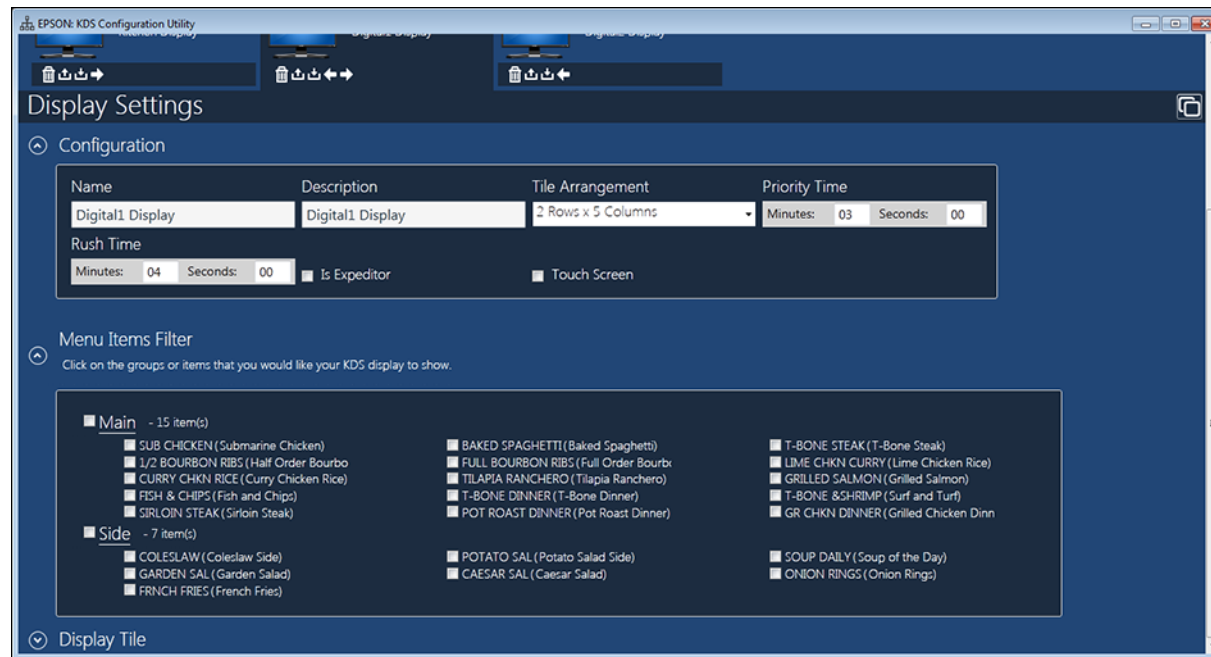 EPSON: KDS Configuration Utility
Kitchen Display Digital1 Display Digital2 Display
Display Settings
Configuration
Name Description Tile Arrangement Priority Time
Digital1 Display Digital1 Display 2 Rows x 5 Columns Minutes: 03 Seconds: 00
Rush Time
Minutes: 04 Seconds: 00 Is Expeditor Touch Screen
Menu Items Filter
Click on the groups or items that you would like your KDS display to show.
Main - 15 item(s)
SUB CHICKEN (Submarine Chicken) BAKED SPAGHETTI (Baked Spaghetti) T-BONE STEAK (T-Bone Steak)
1/2 BOURBON RIBS (Half Order Bourbo FULL BOURBON RIBS (Full Order Bourbo LIME CHKN CURRY (Lime Chicken Rice)
CURRY CHKN RICE (Curry Chicken Rice) TILAPIA RANCHERO (Tilapia Ranchero) GRILLED SALMON (Grilled Salmon)
FISH & CHIPS (Fish and Chips) T-BONE DINNER (T-Bone Dinner) T-BONE &SHRIMP (Surf and Turf)
SIRLOIN STEAK (Sirloin Steak) POT ROAST DINNER (Pot Roast Dinner) GR CHKN DINNER (Grilled Chicken Dinn
Side - 7 item(s)
COLESLAW (Coleslaw Side) POTATO SAL (Potato Salad Side) SOUP DAILY (Soup of the Day)
GARDEN SAL (Garden Salad) CAESAR SAL (Caesar Salad) ONION RINGS (Onion Rings)
FRNCH FRIES (French Fries)
Display Tile